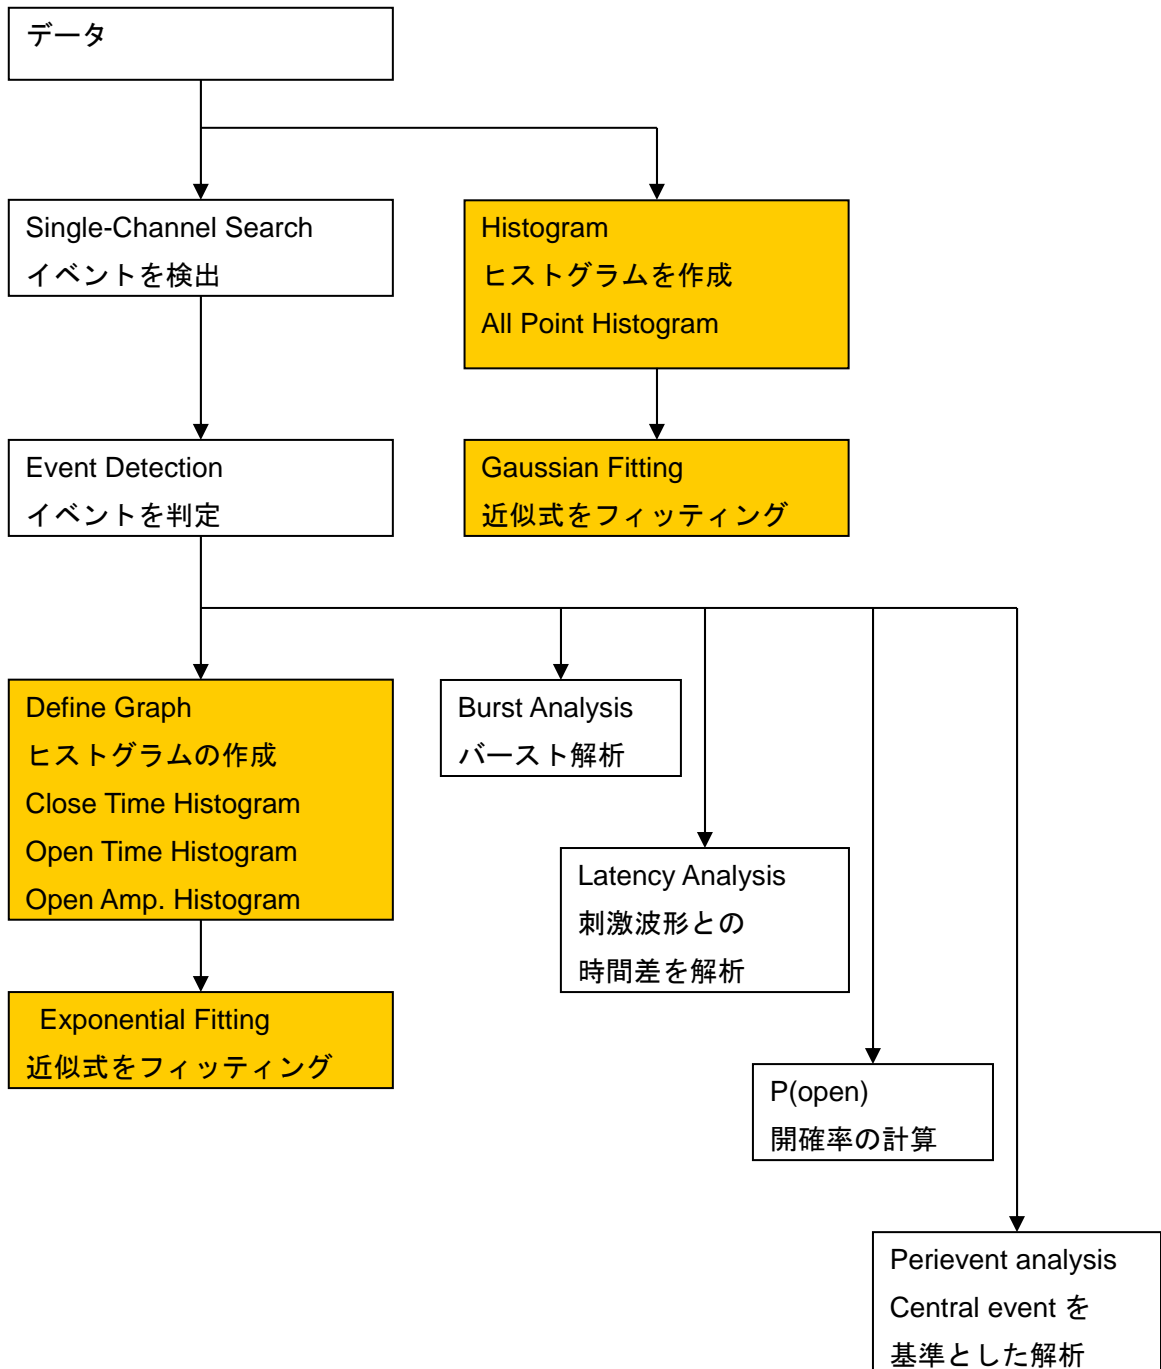 データ
Single-Channel Search
イベントを検出
Histogram
ヒストグラムを作成
All Point Histogram
Event Detection
イベントを判定
Gaussian Fitting
近似式をフィッティング
Define Graph
ヒストグラムの作成
Close Time Histogram
Open Time Histogram
Open Amp. Histogram
Burst Analysis
バースト解析
Latency Analysis
刺激波形との
時間差を解析
Exponential Fitting
近似式をフィッティング
P(open)
開確率の計算
Perievent analysis
Central event を
基準とした解析